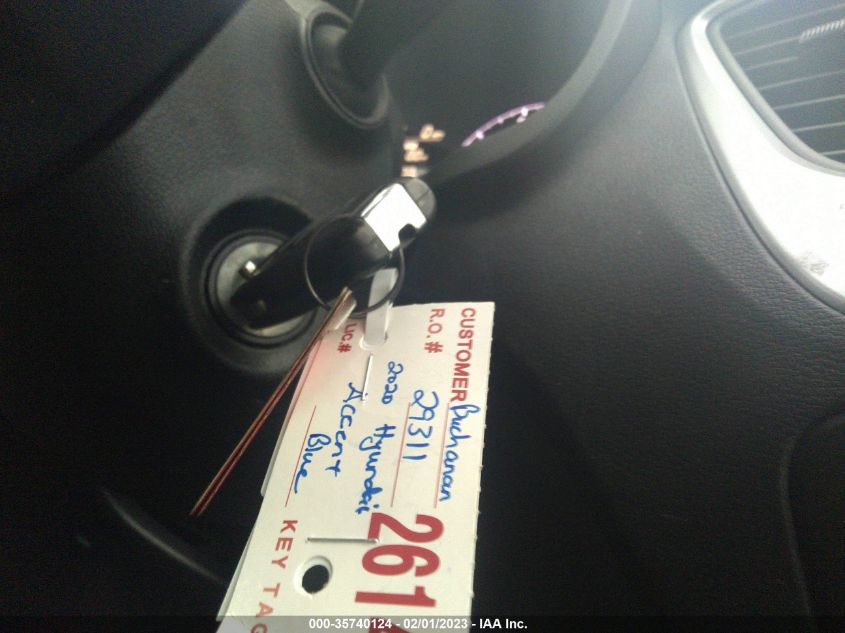 CUSTOMER Buchanan
R.O.# 29311
2020 Hyundai
Accent
LIC.# Blue
261
KEY TAG
000-35740124 - 02/01/2023 - IAA Inc.